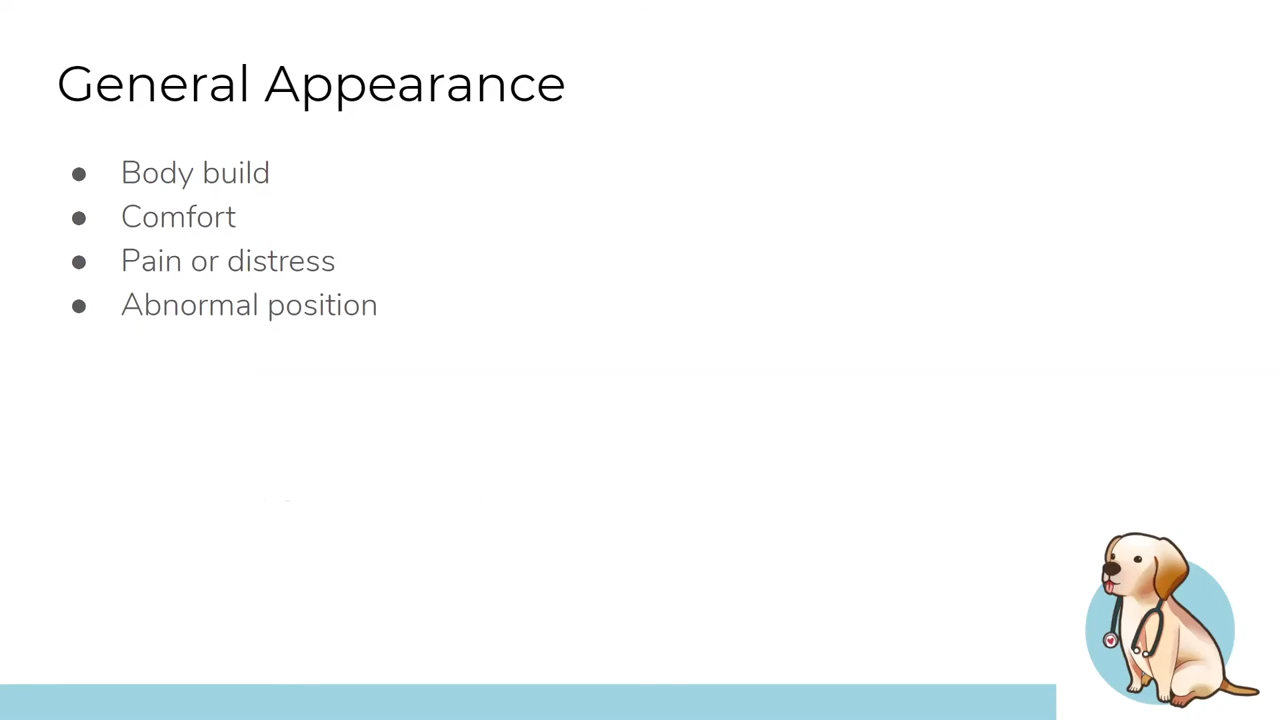 General Appearance
● Body build
● Comfort
● Pain or distress
● Abnormal position